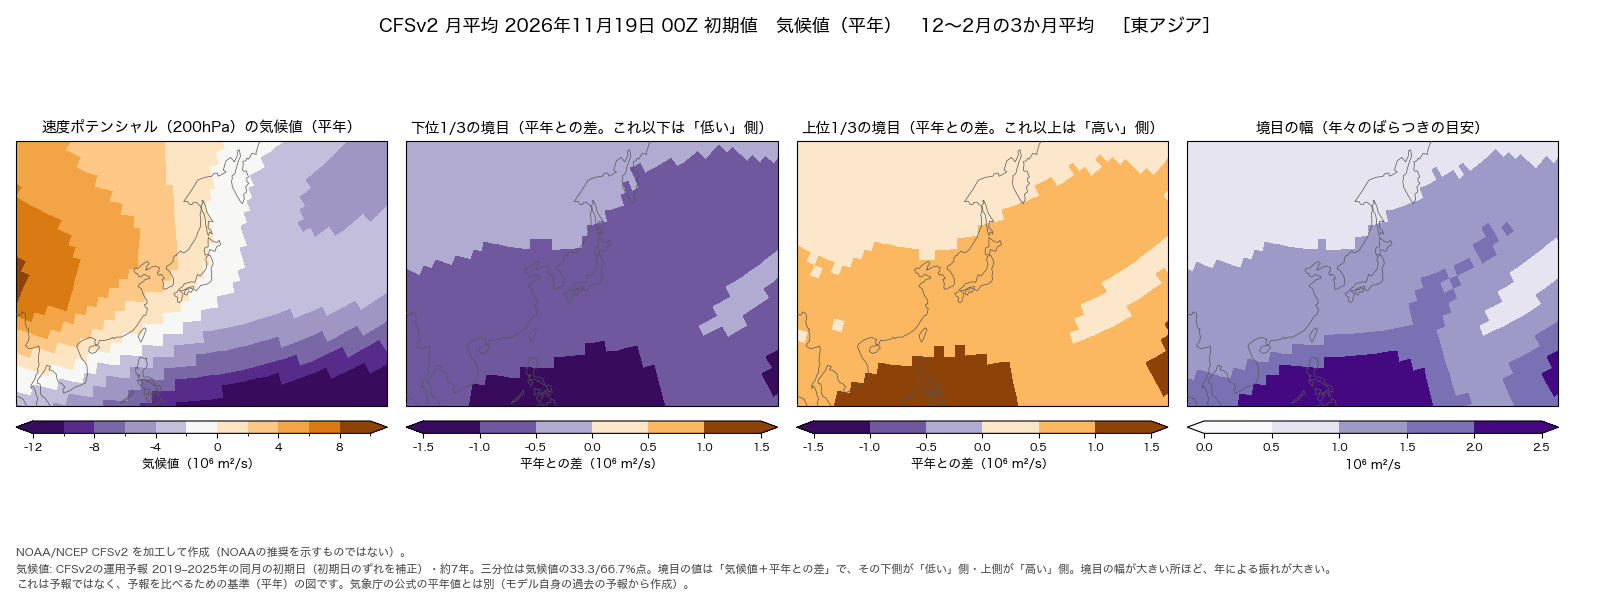 CFSv2 月平均 2026年11月19日 00Z 初期値　気候値（平年）　12～2月の3か月平均　［東アジア］
速度ポテンシャル（200hPa）の気候値（平年）
下位1/3の境目（平年との差。これ以下は「低い」側）
上位1/3の境目（平年との差。これ以上は「高い」側）
境目の幅（年々のばらつきの目安）
-12 -8 -4 0 4 8
気候値（10⁶ m²/s）
-1.5 -1.0 -0.5 0.0 0.5 1.0 1.5
平年との差（10⁶ m²/s）
-1.5 -1.0 -0.5 0.0 0.5 1.0 1.5
平年との差（10⁶ m²/s）
0.0 0.5 1.0 1.5 2.0 2.5
10⁶ m²/s
NOAA/NCEP CFSv2 を加工して作成（NOAAの推奨を示すものではない）。
気候値: CFSv2の運用予報 2019–2025年の同月の初期日（初期日のずれを補正）・約7年。三分位は気候値の33.3/66.7%点。境目の値は「気候値＋平年との差」で、その下側が「低い」側・上側が「高い」側。境目の幅が大きい所ほど、年による振れが大きい。
これは予報ではなく、予報を比べるための基準（平年）の図です。気象庁の公式の平年値とは別（モデル自身の過去の予報から作成）。